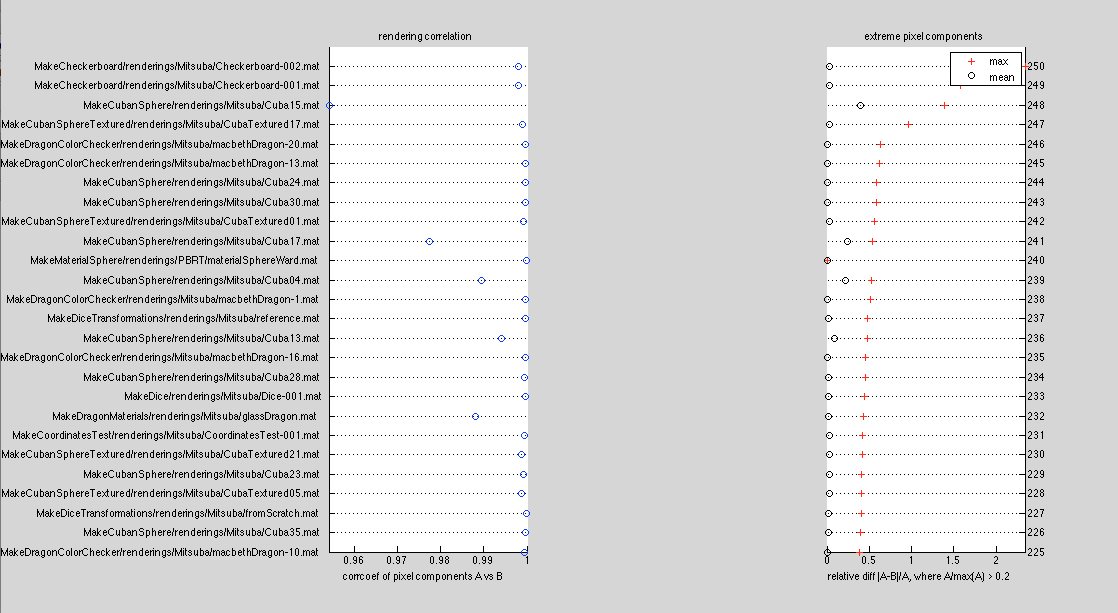 rendering correlation
extreme pixel components
max
mean
MakeCheckerboard/renderings/Mitsuba/Checkerboard-002.mat 250
MakeCheckerboard/renderings/Mitsuba/Checkerboard-001.mat 249
MakeCubanSphere/renderings/Mitsuba/Cuba15.mat 248
MakeCubanSphereTextured/renderings/Mitsuba/CubaTextured17.mat 247
MakeDragonColorChecker/renderings/Mitsuba/macbethDragon-20.mat 246
MakeDragonColorChecker/renderings/Mitsuba/macbethDragon-13.mat 245
MakeCubanSphere/renderings/Mitsuba/Cuba24.mat 244
MakeCubanSphere/renderings/Mitsuba/Cuba30.mat 243
MakeCubanSphereTextured/renderings/Mitsuba/CubaTextured01.mat 242
MakeCubanSphere/renderings/Mitsuba/Cuba17.mat 241
MakeMaterialSphere/renderings/PBRT/materialSphereWard.mat 240
MakeCubanSphere/renderings/Mitsuba/Cuba04.mat 239
MakeDragonColorChecker/renderings/Mitsuba/macbethDragon-1.mat 238
MakeDiceTransformations/renderings/Mitsuba/reference.mat 237
MakeCubanSphere/renderings/Mitsuba/Cuba13.mat 236
MakeDragonColorChecker/renderings/Mitsuba/macbethDragon-16.mat 235
MakeCubanSphere/renderings/Mitsuba/Cuba28.mat 234
MakeDice/renderings/Mitsuba/Dice-001.mat 233
MakeDragonMaterials/renderings/Mitsuba/glassDragon.mat 232
MakeCoordinatesTest/renderings/Mitsuba/CoordinatesTest-001.mat 231
MakeCubanSphereTextured/renderings/Mitsuba/CubaTextured21.mat 230
MakeCubanSphere/renderings/Mitsuba/Cuba23.mat 229
MakeCubanSphereTextured/renderings/Mitsuba/CubaTextured05.mat 228
MakeDiceTransformations/renderings/Mitsuba/fromScratch.mat 227
MakeCubanSphere/renderings/Mitsuba/Cuba35.mat 226
MakeDragonColorChecker/renderings/Mitsuba/macbethDragon-10.mat 225
0.96 0.97 0.98 0.99 1
0 0.5 1 1.5 2
corrcoef of pixel components A vs B
relative diff |A-B|/A, where A/max(A) > 0.2